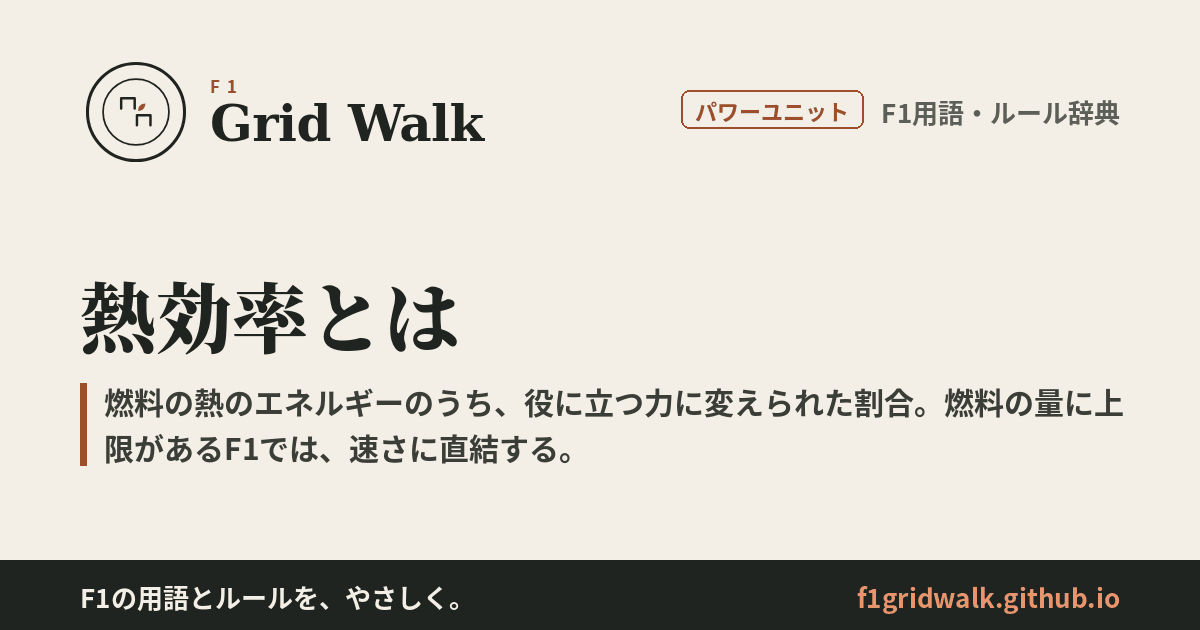 F1
Grid Walk
パワーユニット
F1用語・ルール辞典
熱効率とは
燃料の熱のエネルギーのうち、役に立つ力に変えられた割合。燃料の量に上
限があるF1では、速さに直結する。
F1の用語とルールを、やさしく。
f1gridwalk.github.io